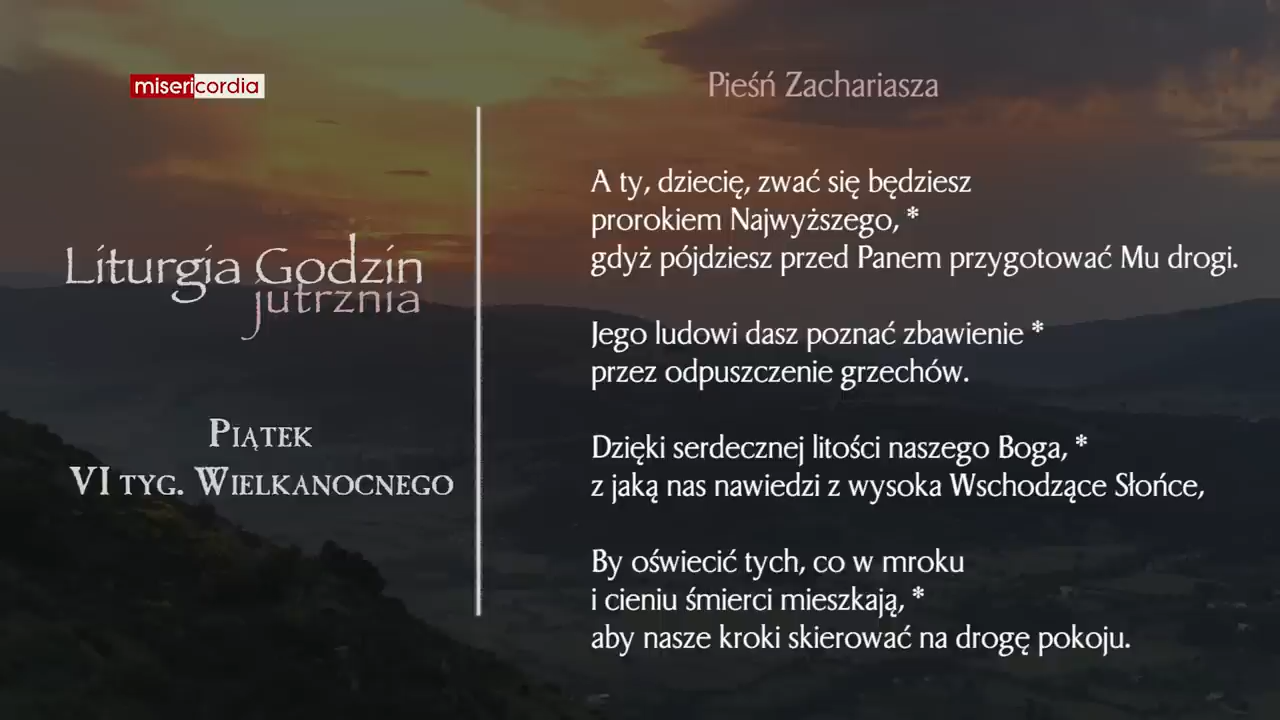 misericordia
Liturgia Godzin
jutrznia
Piątek
VI tyg. Wielkanocnego
Pieśń Zachariasza
A ty, dziecię, zwać się będziesz
prorokiem Najwyższego, *
gdyż pójdziesz przed Panem przygotować Mu drogi.
Jego ludowi dasz poznać zbawienie *
przez odpuszczenie grzechów.
Dzięki serdecznej litości naszego Boga, *
z jaką nas nawiedzi z wysoka Wschodzące Słońce,
By oświecić tych, co w mroku
i cieniu śmierci mieszkają, *
aby nasze kroki skierować na drogę pokoju.